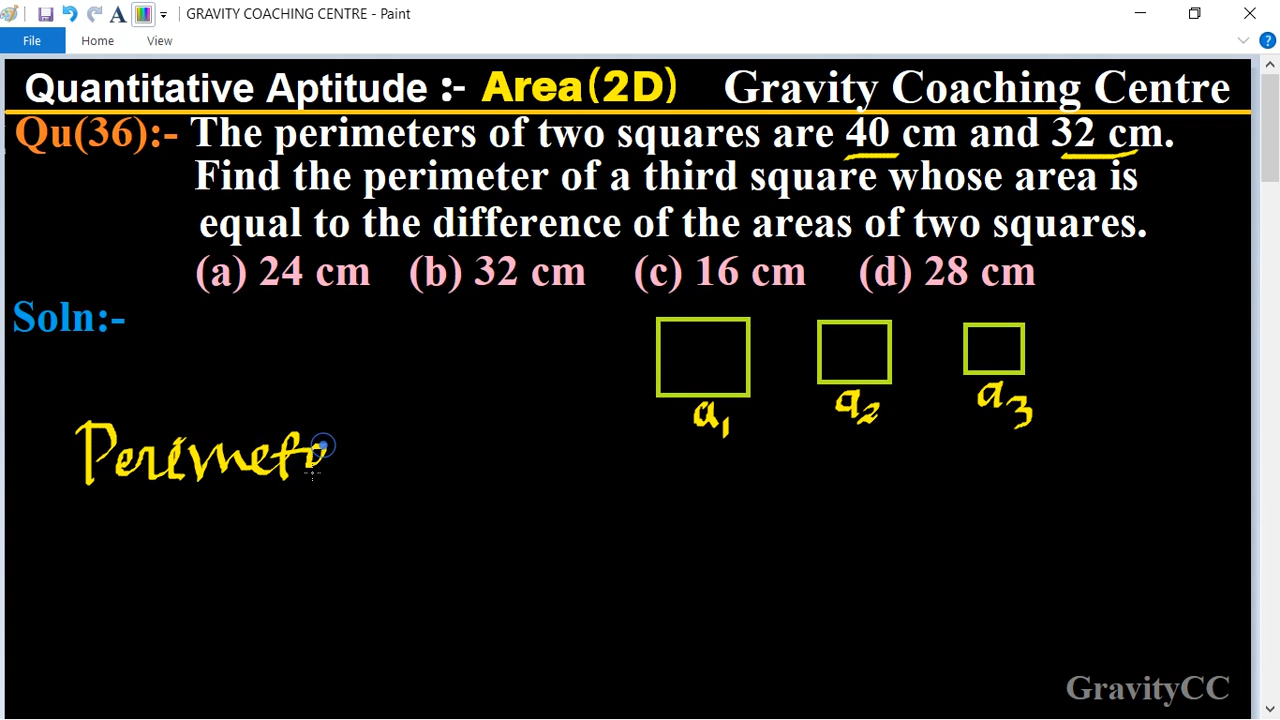 GRAVITY COACHING CENTRE - Paint
File Home View
Quantitative Aptitude :- Area(2D) Gravity Coaching Centre
Qu(36):- The perimeters of two squares are 40 cm and 32 cm.
Find the perimeter of a third square whose area is
equal to the difference of the areas of two squares.
(a) 24 cm (b) 32 cm (c) 16 cm (d) 28 cm
Soln:-
a1 a2 a3
Perimetr
GravityCC